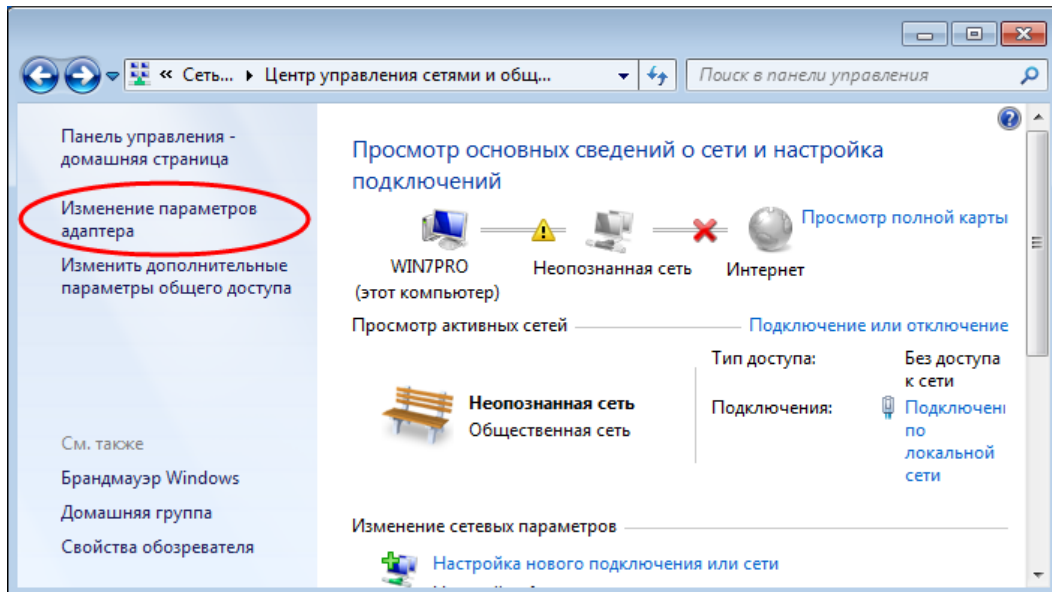 « Сеть... ▸ Центр управления сетями и общ...
Поиск в панели управления
Панель управления -
домашняя страница
Изменение параметров
адаптера
Изменить дополнительные
параметры общего доступа
См. также
Брандмауэр Windows
Домашняя группа
Свойства обозревателя
Просмотр основных сведений о сети и настройка
подключений
Просмотр полной карты
WIN7PRO
(этот компьютер)
Неопознанная сеть
Интернет
Просмотр активных сетей
Подключение или отключение
Неопознанная сеть
Общественная сеть
Тип доступа:
Без доступа
к сети
Подключения:
Подключени
по
локальной
сети
Изменение сетевых параметров
Настройка нового подключения или сети